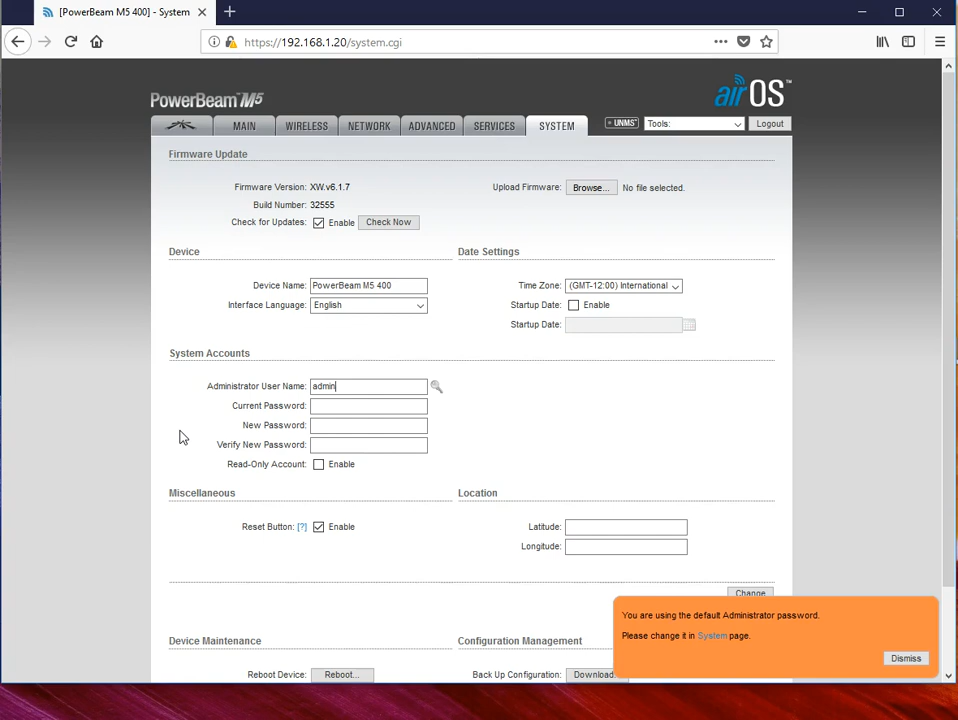 [PowerBeam M5 400] - System
https://192.168.1.20/system.cgi
PowerBeam™M5
airOS™
MAIN WIRELESS NETWORK ADVANCED SERVICES SYSTEM UNMS™ Tools: Logout
Firmware Update
Firmware Version: XW.v6.1.7 Upload Firmware: Browse... No file selected.
Build Number: 32555
Check for Updates: Enable Check Now
Device Date Settings
Device Name: PowerBeam M5 400 Time Zone: (GMT-12:00) International
Interface Language: English Startup Date: Enable
Startup Date:
System Accounts
Administrator User Name: admin
Current Password:
New Password:
Verify New Password:
Read-Only Account: Enable
Miscellaneous Location
Reset Button: [?] Enable Latitude:
Longitude:
Change
You are using the default Administrator password.
Please change it in System page.
Dismiss
Device Maintenance Configuration Management
Reboot Device: Reboot... Back Up Configuration: Download